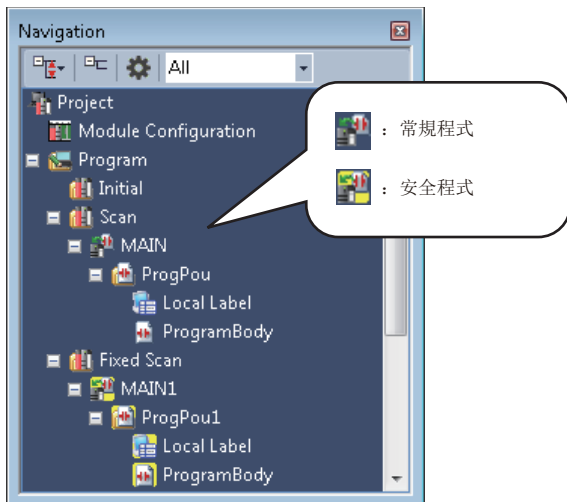 Navigation
All
Project
Module Configuration
Program
Initial
Scan
MAIN
ProgPou
Local Label
ProgramBody
Fixed Scan
MAIN1
ProgPou1
Local Label
ProgramBody
：常規程式
：安全程式